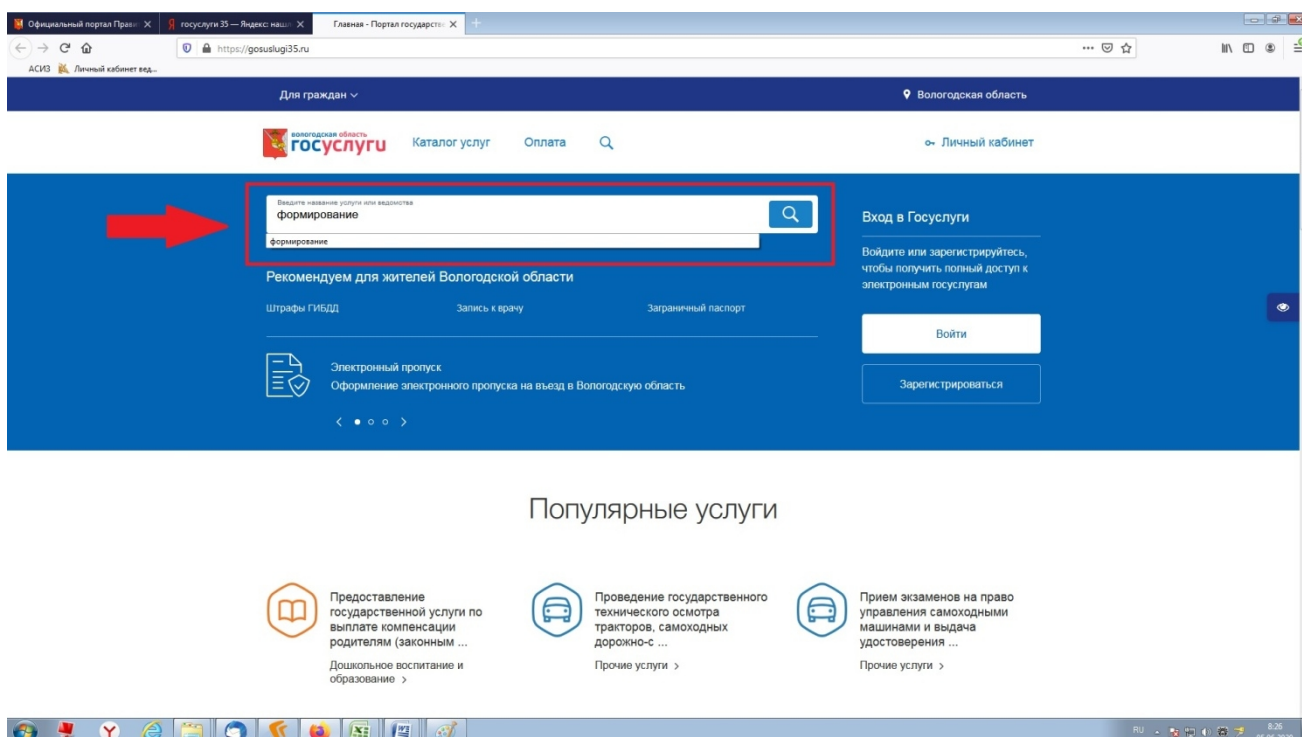 Официальный портал Прави
госуслуги 35 — Яндекс: наш
Главная - Портал государств
https://gosuslugi35.ru
АСИЗ
Личный кабинет вед...
Для граждан
Вологодская область
вологодская область
госуслуги
Каталог услуг
Оплата
Личный кабинет
Введите название услуги или ведомства
формирование
формирование
Рекомендуем для жителей Вологодской области
Штрафы ГИБДД
Запись к врачу
Заграничный паспорт
Электронный пропуск
Оформление электронного пропуска на въезд в Вологодскую область
Вход в Госуслуги
Войдите или зарегистрируйтесь,
чтобы получить полный доступ к
электронным госуслугам
Войти
Зарегистрироваться
Популярные услуги
Предоставление
государственной услуги по
выплате компенсации
родителям (законным ...
Дошкольное воспитание и
образование
Проведение государственного
технического осмотра
тракторов, самоходных
дорожно-с ...
Прочие услуги
Прием экзаменов на право
управления самоходными
машинами и выдача
удостоверения ...
Прочие услуги
RU
8:26